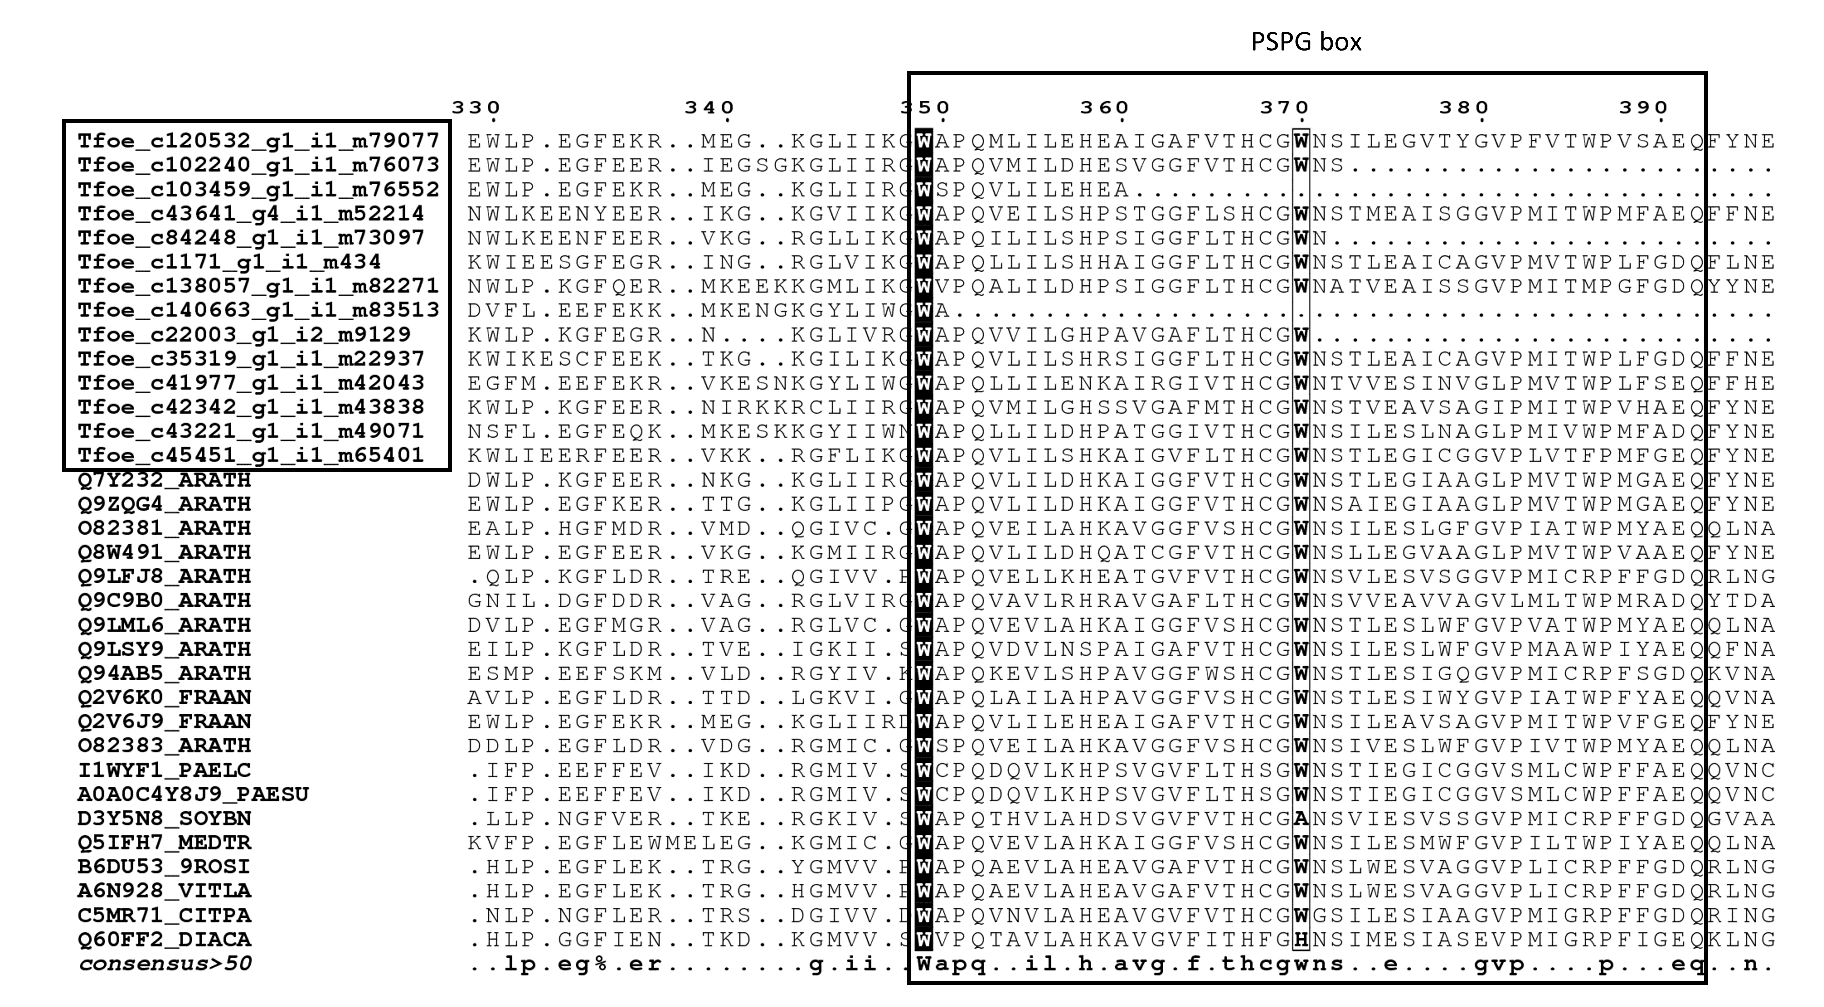 PSPG box
330 340 350 360 370 380 390
Tfoe_c120532_g1_i1_m79077 EWLP.EGFEKR..MEG..KGLIIKGWAPQMLILEHEAIGAFVTHCGWNSILEGVTYGVPFVTWPVSAEQFYNE
Tfoe_c102240_g1_i1_m76073 EWLP.EGFEER..IEGSGKGLIIRGWAPQVMILDHESVGGFVTHCGWNS........................
Tfoe_c103459_g1_i1_m76552 EWLP.EGFEER..MEG..KGLIIRGWSPQVLILEHEA....................................
Tfoe_c43641_g4_i1_m52214 NWLKEENYEER..IKG..KGVIIKGWAPQVEILSHPSTGGFLSHCGWNSTMEAISGGVPMITWPMFAEQFFNE
Tfoe_c84248_g1_i1_m73097 NWLKEENFEER..VKG..RGLLIKGWAPQILILSHPSIGGFLTHCGWN.........................
Tfoe_c1171_g1_i1_m434 KWIEESGFEGR..ING..RGLVIKGWAPQLLILSHHAIGGFLTHCGWNSTLEAICAGVPMVTWPLFGDQFLNE
Tfoe_c138057_g1_i1_m82271 NWLP.KGFQER..MKEEKKGMLIKGWVPQALILDHPSIGGFLTHCGWNATVEAISSGVPMITMPGFGDQYYNE
Tfoe_c140663_g1_i1_m83513 DVFL.EEFEKK..MKENGKGYLIWGWA..............................................
Tfoe_c22003_g1_i2_m9129 KWLP.KGFEGR..N....KGLIVRGWAPQVVILGHPAVGAFLTHCGW..........................
Tfoe_c35319_g1_i1_m22937 KWIKESCFEEK..TKG..KGILIKGWAPQVLILSHRSIGGFLTHCGWNSTLEAICAGVPMITWPLFGDQFFNE
Tfoe_c41977_g1_i1_m42043 EGFM.EEFEKR..VKESNKGYLIWGWAPQLLILENKAIRGIVTHCGWNTVVESINVGLPMVTWPLFSEQFFHE
Tfoe_c42342_g1_i1_m43838 KWLP.KGFEER..NIRKKRCLIIRGWAPQVMILGHSSVGAFMTHCGWNSTVEAVSAGIPMITWPVHAEQFYNE
Tfoe_c43221_g1_i1_m49071 NSFL.EGFEQK..MKESKKGYIIWNWAPQLLILDHPATGGIVTHCGWNSILESLNAGLPMIVWPMFADQFYNE
Tfoe_c45451_g1_i1_m65401 KWLIEERFEER..VKK..RGFLIKGWAPQVLILSHKAIGGFVTHCGWNSTLEGICGGVPLVTFPMFGEQFYNE
Q7Y232_ARATH DWLP.KGFEER..NKG..KGLIIRGWAPQVLILDHKAIGGFVTHCGWNSTLEGIAAGLPMVTWPMGAEQFYNE
Q9ZQG4_ARATH EWLP.EGFKER..TTG..KGLIIPGWAPQVLILDHKAIGGFVTHCGWNSAIEGIAAGLPMVTWPMGAEQFYNE
O82381_ARATH EALP.HGFMDR..VMD..QGIVC.GWAPQVEILAHKAVGGFVSHCGWNSILESLGFGVPIATWPMYAEQQLNA
Q8W491_ARATH EWLP.EGFEER..VKG..KGMIIRGWAPQVLILDHQATCGFVTHCGWNSLLEGVAAGLPMVTWPVAAEQFYNE
Q9LFJ8_ARATH .QLP.KGFLDR..TRE..QGIVV.PWAPQVELLKHEATGVFVTHCGWNSVLESVSGGVPMICRPFFGDQRLNG
Q9C9B0_ARATH GNIL.DGFDDR..VAG..RGLVIRGWAPQVAVLRHRAVGAFLTHCGWNSVVEAVVAGVLMLTWPMRADQYTDA
Q9LML6_ARATH DVLP.EGFMGR..VAG..RGLVC.GWAPQVEVLAHKAIGGFVSHCGWNSTLESLWFGVPVATWPMYAEQQLNA
Q9LSY9_ARATH EILP.KGFLDR..TVE..IGKII.SWAPQVDVLNSPAIGAFVTHCGWNSILESLWFGVPMAAWPIYAEQQFNA
Q94AB5_ARATH ESMP.EEFSKM..VLD..RGYIV.KWAPQKEVLSHPAVGGFWSHCGWNSTLESIGQGVPMICRPFSGDQKVNA
Q2V6K0_FRAAN AVLP.EGFLDR..TTD..LGKVI.GWAPQLAILAHPAVGGFVSHCGWNSTLESIWYGVPIATWPFYAEQQVNA
Q2V6J9_FRAAN EWLP.EGFEKR..MEG..KGLIIRDWAPQVLILEHEAIGAFVTHCGWNSILEAVSAGVPMITWPVFGEQFYNE
O82383_ARATH DDLP.EGFLDR..VDG..RGMIC.GWSPQVEILAHKAVGGFVSHCGWNSIVESLWFGVPIVTWPMYAEQQLNA
I1WYF1_PAELC .IFP.EEFFEV..IKD..RGMIV.SWCPQDQVLKHPSVGVFLTHSGWNSTIEGICGGVSMLCWPFFAEQQVNC
A0A0C4Y8J9_PAESU .IFP.EEFFEV..IKD..RGMIV.SWCPQDQVLKHPSVGVFLTHSGWNSTIEGICGGVSMLCWPFFAEQQVNC
D3Y5N8_SOYBN .LLP.NGFVER..TKE..RGKIV.SWAPQTHVLAHDSVGVFVTHCGANSVIESVSSGVPMICRPFFGDQGVAA
Q5IFH7_MEDTR KVFP.EGFLEWMELEG..KGMIC.GWAPQVEVLAHKAIGGFVSHCGWNSILESMWFGVPILTWPIYAEQQLNA
B6DU53_9ROSI .HLP.EGFLEK..TRG..YGMVV.PWAPQAEVLAHEAVGAFVTHCGWNSLWESVAGGVPLICRPFFGDQRLNG
A6N928_VITLA .HLP.EGFLEK..TRG..HGMVV.PWAPQAEVLAHEAVGAFVTHCGWNSLWESVAGGVPLICRPFFGDQRLNG
C5MR71_CITPA .NLP.NGFLER..TRS..DGIVV.DWAPQVNVLAHEAVGVFVTHCGWGSILESIAAGVPMIGRPFFGDQRING
Q60FF2_DIACA .HLP.GGFIEN..TKD..KGMVV.SWVPQTAVLAHKAVGVFITHFGHNSIMESIASEVPMIGRPFIGEQKLNG
consensus>50 ..lp.eg%.er........g.ii..Wapq..il.h.avg.f.thcgwns..e....gvp....p...eq..n.